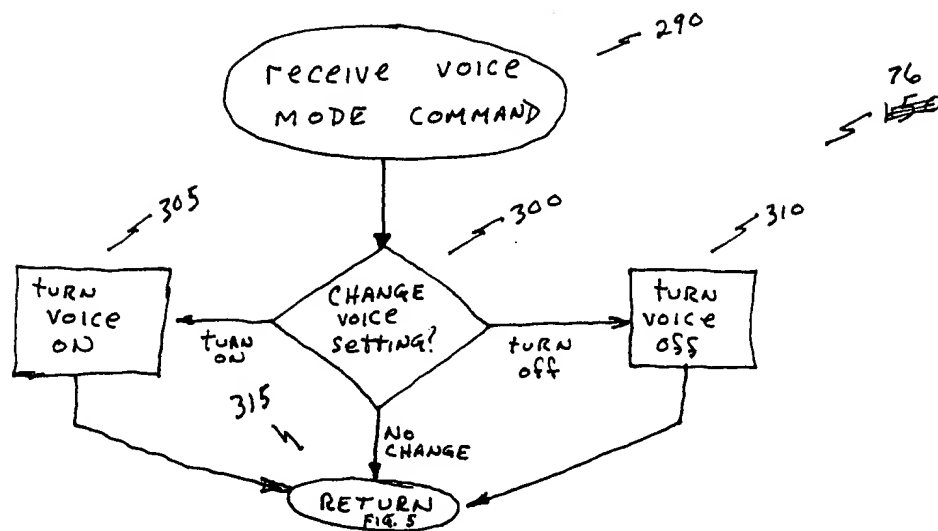 290
receive voice
MODE COMMAND
76
305
300
310
turn
voice
on
CHANGE
voice
setting?
turn
voice
off
turn
on
turn
off
315
NO
CHANGE
RETURN
FIG. 5